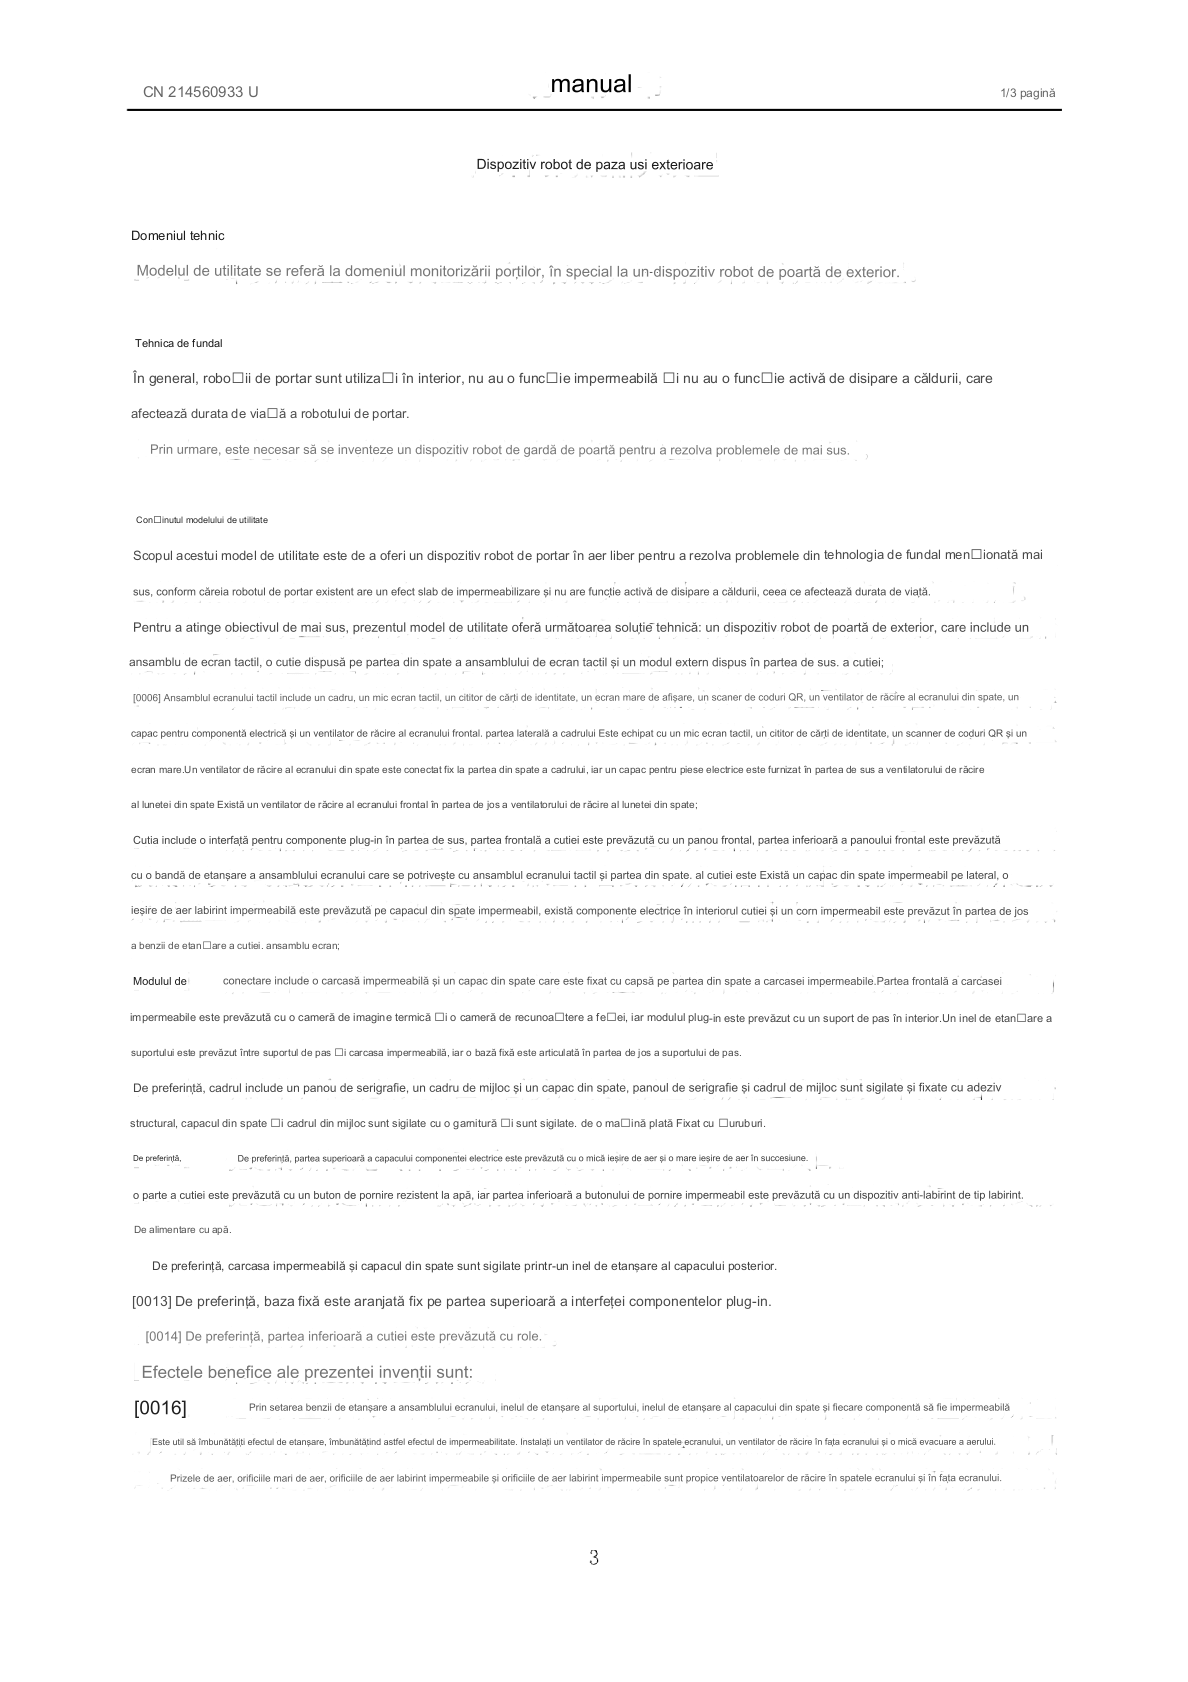 CN 214560933 U
manual
1/3 pagină
Dispozitiv robot de paza usi exterioare
Domeniul tehnic
Modelul de utilitate se referă la domeniul monitorizării porților, în special la un-dispozitiv robot de poartă de exterior.
Tehnica de fundal
În general, robo□ii de portar sunt utiliza□i în interior, nu au o func□ie impermeabilă □i nu au o func□ie activă de disipare a căldurii, care
afectează durata de via□ă a robotului de portar.
Prin urmare, este necesar să se inventeze un dispozitiv robot de gardă de poartă pentru a rezolva problemele de mai sus.
Con□inutul modelului de utilitate
Scopul acestui model de utilitate este de a oferi un dispozitiv robot de portar în aer liber pentru a rezolva problemele din tehnologia de fundal men□ionată mai
sus, conform căreia robotul de portar existent are un efect slab de impermeabilizare și nu are funcție activă de disipare a căldurii, ceea ce afectează durata de viață.
Pentru a atinge obiectivul de mai sus, prezentul model de utilitate oferă următoarea soluție tehnică: un dispozitiv robot de poartă de exterior, care include un
ansamblu de ecran tactil, o cutie dispusă pe partea din spate a ansamblului de ecran tactil și un modul extern dispus în partea de sus. a cutiei;
[0006] Ansamblul ecranului tactil include un cadru, un mic ecran tactil, un cititor de cărți de identitate, un ecran mare de afișare, un scaner de coduri QR, un ventilator de răcire al ecranului din spate, un
capac pentru componentă electrică și un ventilator de răcire al ecranului frontal. partea laterală a cadrului Este echipat cu un mic ecran tactil, un cititor de cărți de identitate, un scanner de coduri QR și un
ecran mare.Un ventilator de răcire al ecranului din spate este conectat fix la partea din spate a cadrului, iar un capac pentru piese electrice este furnizat în partea de sus a ventilatorului de răcire
al lunetei din spate Există un ventilator de răcire al ecranului frontal în partea de jos a ventilatorului de răcire al lunetei din spate;
Cutia include o interfață pentru componente plug-in în partea de sus, partea frontală a cutiei este prevăzută cu un panou frontal, partea inferioară a panoului frontal este prevăzută
cu o bandă de etanșare a ansamblului ecranului care se potrivește cu ansamblul ecranului tactil și partea din spate. al cutiei este Există un capac din spate impermeabil pe lateral, o
ieșire de aer labirint impermeabilă este prevăzută pe capacul din spate impermeabil, există componente electrice în interiorul cutiei și un corn impermeabil este prevăzut în partea de jos
a benzii de etan□are a cutiei. ansamblu ecran;
Modulul de conectare include o carcasă impermeabilă și un capac din spate care este fixat cu capsă pe partea din spate a carcasei impermeabile.Partea frontală a carcasei
impermeabile este prevăzută cu o cameră de imagine termică □i o cameră de recunoa□tere a fe□ei, iar modulul plug-in este prevăzut cu un suport de pas în interior.Un inel de etan□are a
suportului este prevăzut între suportul de pas □i carcasa impermeabilă, iar o bază fixă este articulată în partea de jos a suportului de pas.
De preferință, cadrul include un panou de serigrafie, un cadru de mijloc și un capac din spate, panoul de serigrafie și cadrul de mijloc sunt sigilate și fixate cu adeziv
structural, capacul din spate □i cadrul din mijloc sunt sigilate cu o garnitură □i sunt sigilate. de o ma□ină plată Fixat cu □uruburi.
De preferință, De preferință, partea superioară a capacului componentei electrice este prevăzută cu o mică ieșire de aer și o mare ieșire de aer în succesiune.
o parte a cutiei este prevăzută cu un buton de pornire rezistent la apă, iar partea inferioară a butonului de pornire impermeabil este prevăzută cu un dispozitiv anti-labirint de tip labirint.
De alimentare cu apă.
De preferință, carcasa impermeabilă și capacul din spate sunt sigilate printr-un inel de etanșare al capacului posterior.
[0013] De preferință, baza fixă este aranjată fix pe partea superioară a interfeței componentelor plug-in.
[0014] De preferință, partea inferioară a cutiei este prevăzută cu role.
Efectele benefice ale prezentei invenții sunt:
[0016] Prin setarea benzii de etanșare a ansamblului ecranului, inelul de etanșare al suportului, inelul de etanșare al capacului din spate și fiecare componentă să fie impermeabilă
Este util să îmbunătățiți efectul de etanșare, îmbunătățind astfel efectul de impermeabilitate. Instalați un ventilator de răcire în spatele ecranului, un ventilator de răcire în fața ecranului și o mică evacuare a aerului.
Prizele de aer, orificiile mari de aer, orificiile de aer labirint impermeabile și orificiile de aer labirint impermeabile sunt propice ventilatoarelor de răcire în spatele ecranului și în fața ecranului.
3